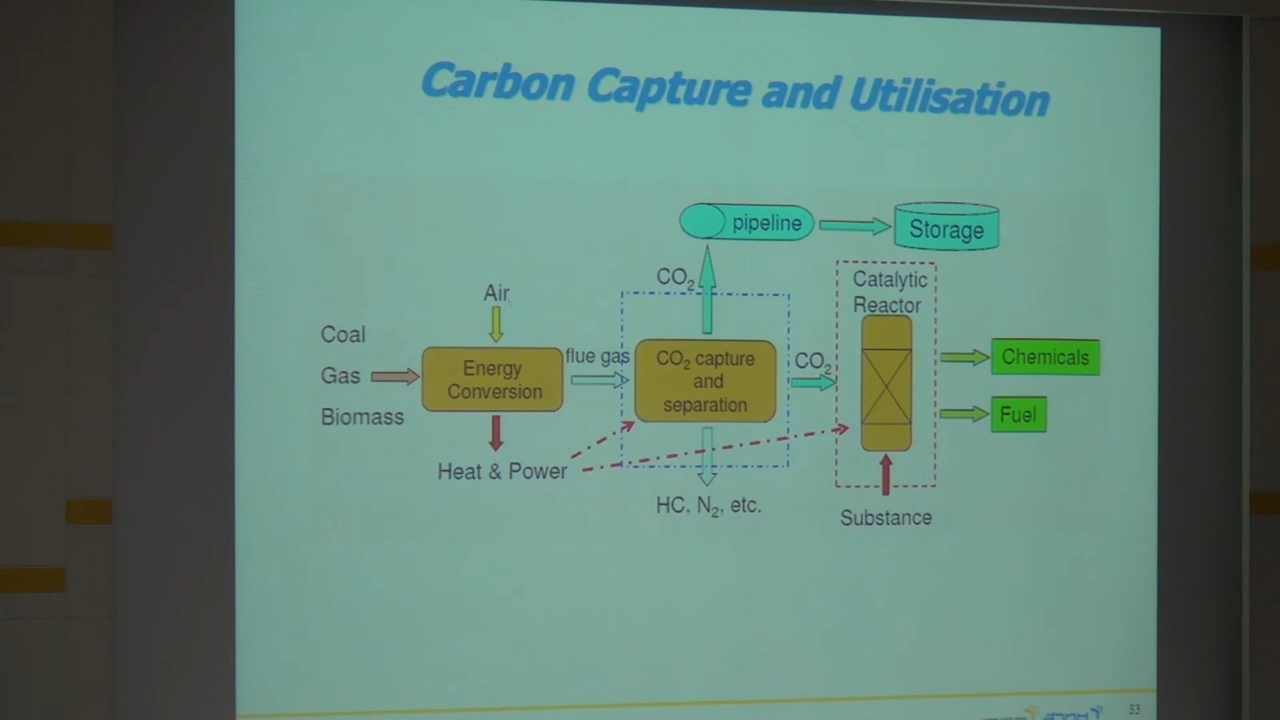 Carbon Capture and Utilisation
pipeline
Storage
CO₂
Catalytic
Reactor
Air
Coal
Gas
Biomass
Energy
Conversion
flue gas
CO₂ capture
and
separation
CO₂
Chemicals
Fuel
Heat & Power
HC, N₂, etc.
Substance
53